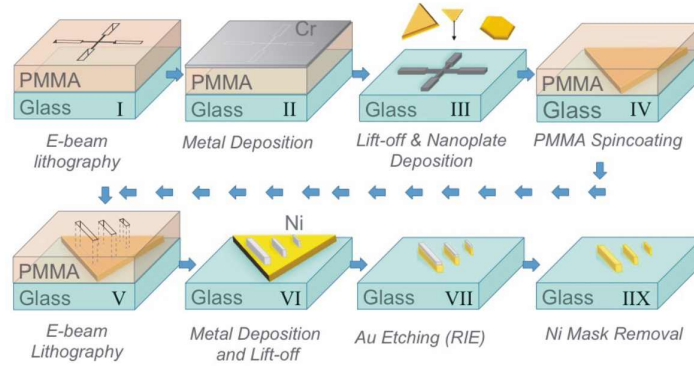 PMMA
Glass I
E-beam
lithography
Cr
PMMA
Glass II
Metal Deposition
Glass III
Lift-off & Nanoplate
Deposition
PMMA
Glass IV
PMMA Spincoating
PMMA
Glass V
E-beam
Lithography
Ni
Glass VI
Metal Deposition
and Lift-off
Glass VII
Au Etching (RIE)
Glass IIX
Ni Mask Removal